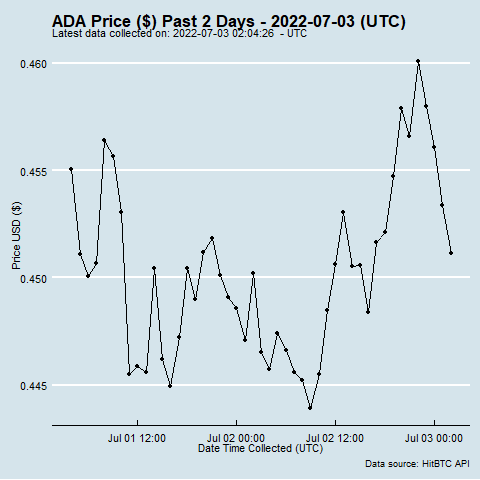 ADA Price ($) Past 2 Days - 2022-07-03 (UTC)
Latest data collected on: 2022-07-03 02:04:26  - UTC
0.460
0.455
0.450
0.445
Price USD ($)
Jul 01 12:00
Jul 02 00:00
Jul 02 12:00
Jul 03 00:00
Date Time Collected (UTC)
Data source: HitBTC API